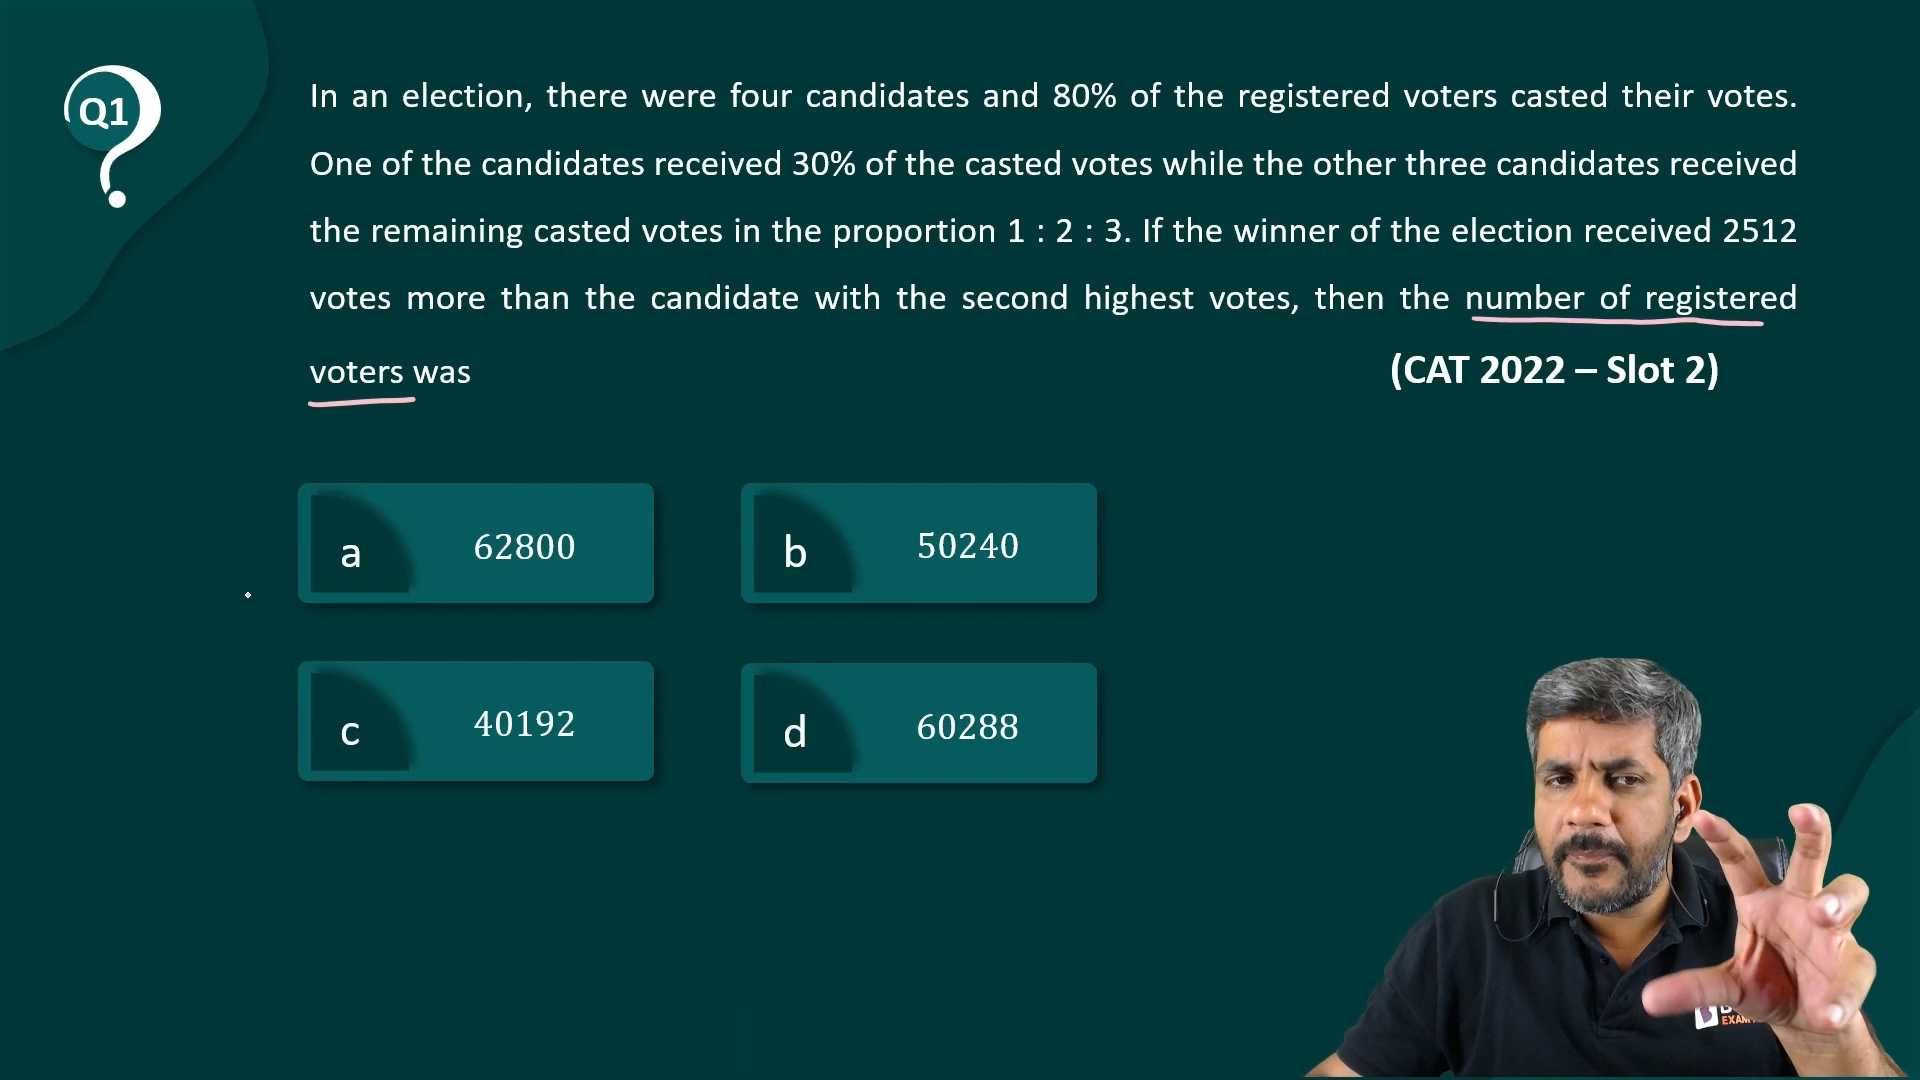 Q1
In an election, there were four candidates and 80% of the registered voters casted their votes.
One of the candidates received 30% of the casted votes while the other three candidates received
the remaining casted votes in the proportion 1 : 2 : 3. If the winner of the election received 2512
votes more than the candidate with the second highest votes, then the number of registered
voters was
(CAT 2022 – Slot 2)
a 62800
b 50240
c 40192
d 60288